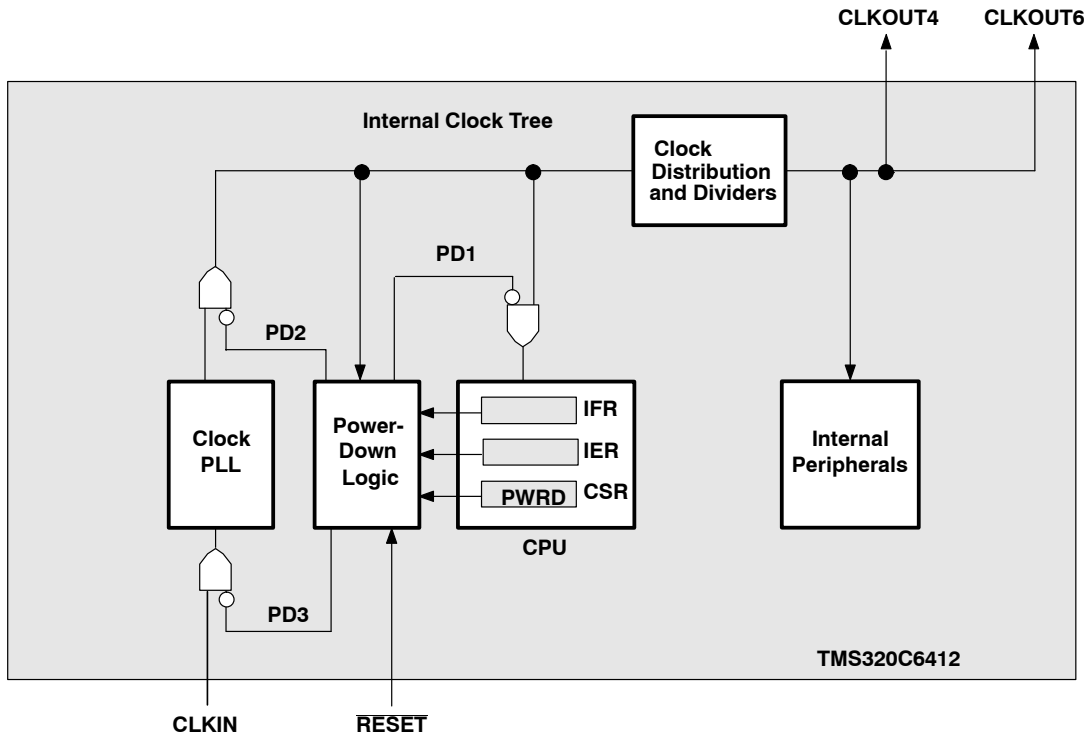 CLKOUT4 CLKOUT6
Internal Clock Tree
Clock
Distribution
and Dividers
PD1
PD2
Clock
PLL
Power-
Down
Logic
IFR
IER
PWRD CSR
CPU
Internal
Peripherals
PD3
TMS320C6412
CLKIN RESET